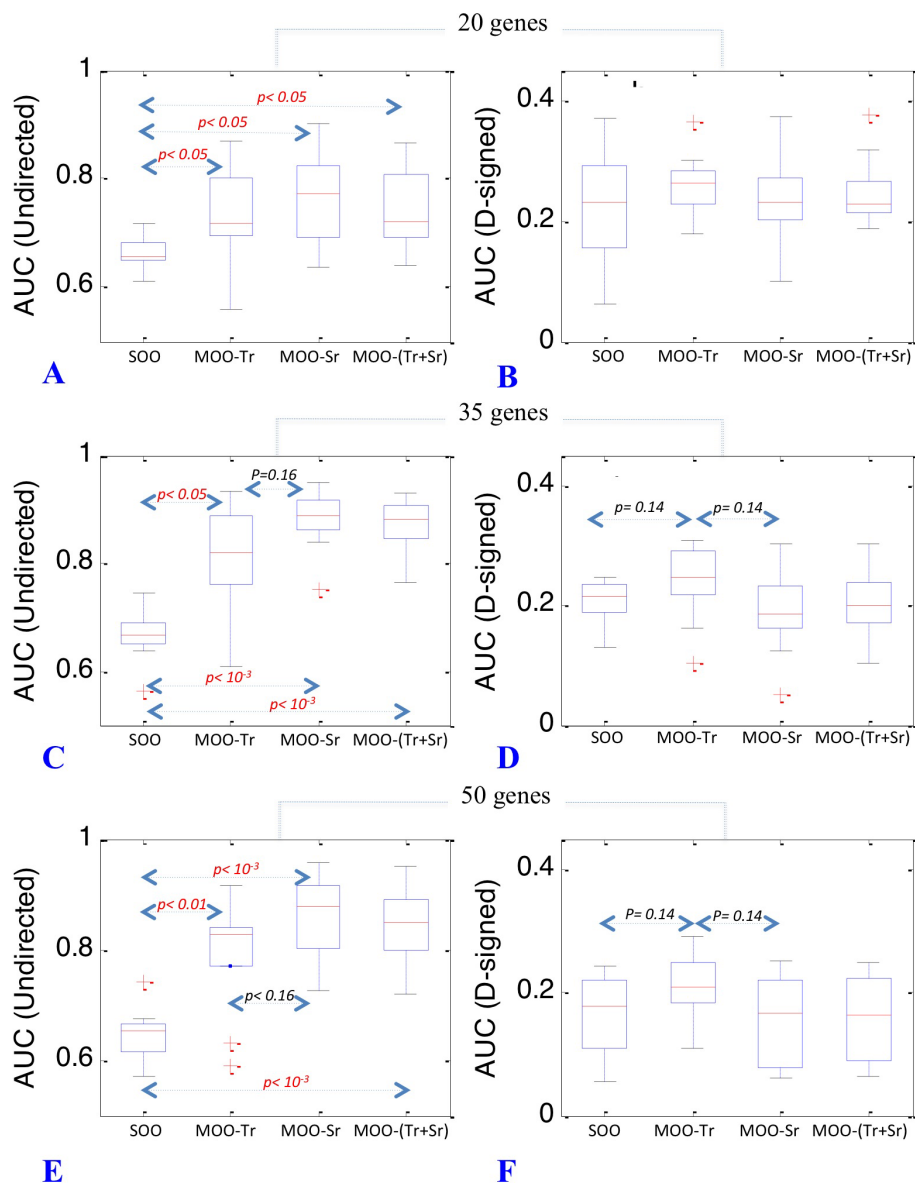 20 genes
AUC (Undirected)
1
0.8
0.6
p< 0.05
p< 0.05
p< 0.05
SOO MOO-Tr MOO-Sr MOO-(Tr+Sr)
A
AUC (D-signed)
0.4
0.2
0
SOO MOO-Tr MOO-Sr MOO-(Tr+Sr)
B
35 genes
AUC (Undirected)
1
0.8
0.6
P=0.16
p< 0.05
p< 10⁻³
p< 10⁻³
SOO MOO-Tr MOO-Sr MOO-(Tr+Sr)
C
AUC (D-signed)
0.4
0.2
0
p= 0.14 p= 0.14
SOO MOO-Tr MOO-Sr MOO-(Tr+Sr)
D
50 genes
AUC (Undirected)
1
0.8
0.6
p< 10⁻³
p< 0.01
p< 0.16
p< 10⁻³
SOO MOO-Tr MOO-Sr MOO-(Tr+Sr)
E
AUC (D-signed)
0.4
0.2
0
P= 0.14 P= 0.14
SOO MOO-Tr MOO-Sr MOO-(Tr+Sr)
F